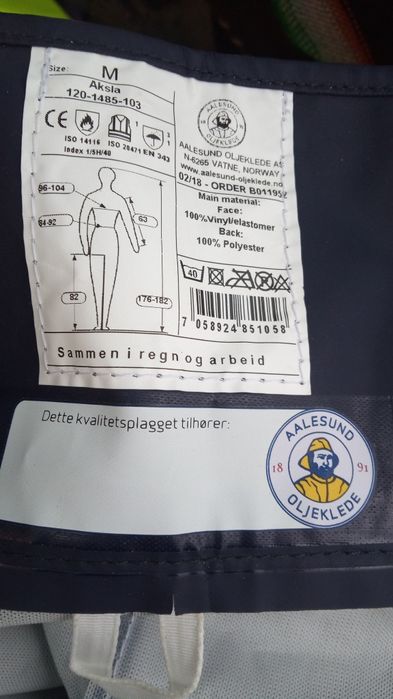 Size: M
Aksla
120-1485-103
CE
1
3
1
ISO 14116
ISO 20471
EN 343
Index 1/5H/40
AALESUND
OLJEKLEDE
AALESUND OLJEKLEDE AS
N-6265 VATNE, NORWAY
www.aalesund-oljeklede.no
02/18 - ORDER B01195
Main material:
Face:
100%Vinyl/elastomer
Back:
100% Polyester
96-104
84-92
63
82
176-182
40
7 058924 851058
Sammen i regn og arbeid
Dette kvalitetsplagget tilhører:
AALESUND
18 91
OLJEKLEDE